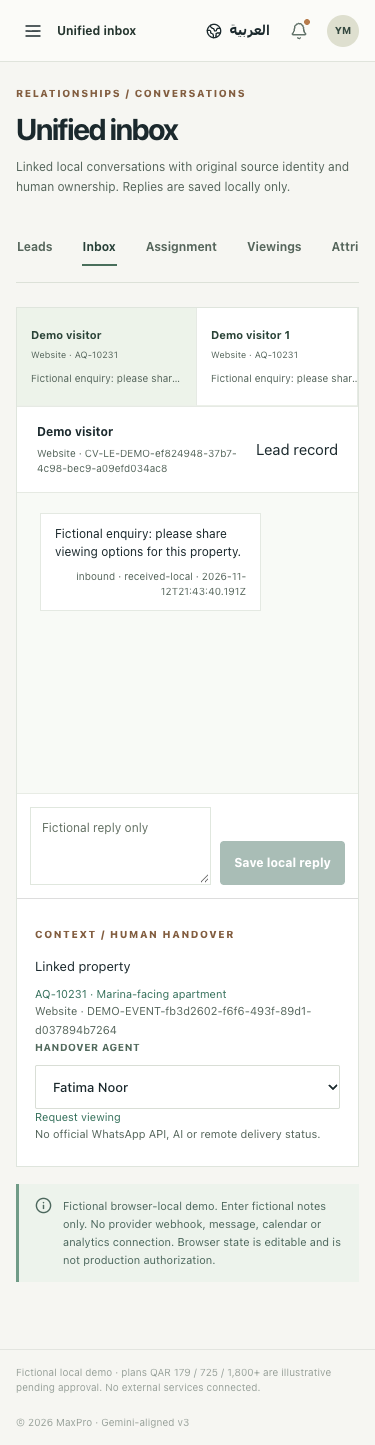 Unified inbox
العربية
YM
RELATIONSHIPS / CONVERSATIONS
Unified inbox
Linked local conversations with original source identity and
human ownership. Replies are saved locally only.
Leads Inbox Assignment Viewings Attri
Demo visitor
Website · AQ-10231
Fictional enquiry: please shar...
Demo visitor 1
Website · AQ-10231
Fictional enquiry: please shar...
Demo visitor
Website · CV-LE-DEMO-ef824948-37b7-
4c98-bec9-a09efd034ac8
Lead record
Fictional enquiry: please share
viewing options for this property.
inbound · received-local · 2026-11-
12T21:43:40.191Z
Fictional reply only
Save local reply
CONTEXT / HUMAN HANDOVER
Linked property
AQ-10231 · Marina-facing apartment
Website · DEMO-EVENT-fb3d2602-f6f6-493f-89d1-
d037894b7264
HANDOVER AGENT
Fatima Noor
Request viewing
No official WhatsApp API, AI or remote delivery status.
Fictional browser-local demo. Enter fictional notes
only. No provider webhook, message, calendar or
analytics connection. Browser state is editable and is
not production authorization.
Fictional local demo · plans QAR 179 / 725 / 1,800+ are illustrative
pending approval. No external services connected.
© 2026 MaxPro · Gemini-aligned v3